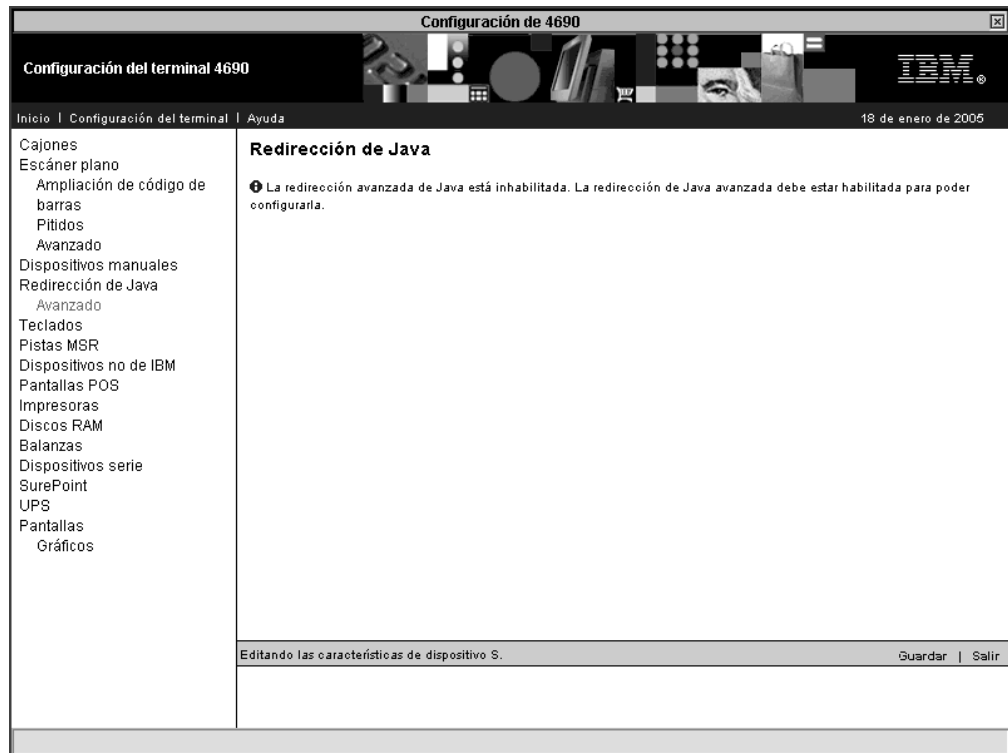 Configuración de 4690
Configuración del terminal 4690
IBM®
Inicio | Configuración del terminal | Ayuda
18 de enero de 2005
Cajones
Escáner plano
Ampliación de código de
barras
Pitidos
Avanzado
Dispositivos manuales
Redirección de Java
Avanzado
Teclados
Pistas MSR
Dispositivos no de IBM
Pantallas POS
Impresoras
Discos RAM
Balanzas
Dispositivos serie
SurePoint
UPS
Pantallas
Gráficos
Redirección de Java
La redirección avanzada de Java está inhabilitada. La redirección de Java avanzada debe estar habilitada para poder
configurarla.
Editando las características de dispositivo S.
Guardar | Salir